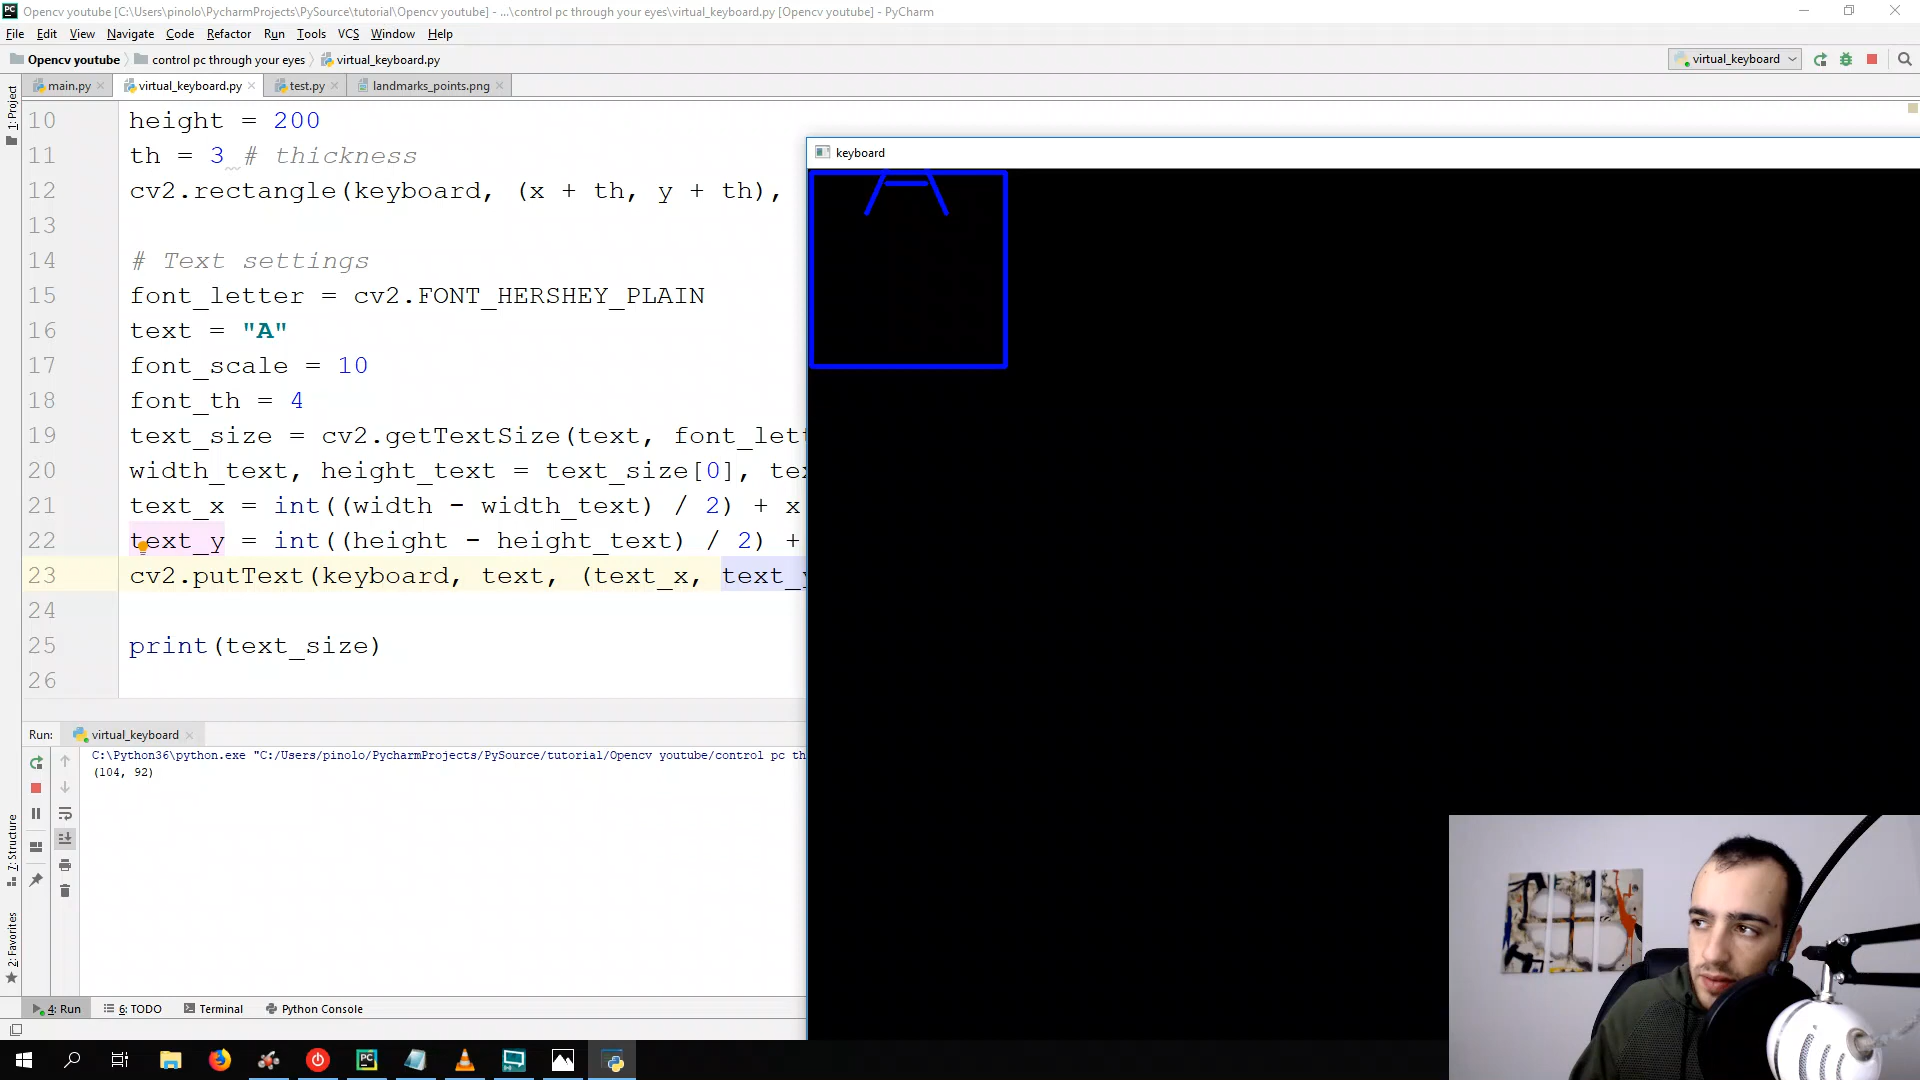 Opencv youtube [C:\Users\pinolo\PycharmProjects\PySource\tutorial\Opencv youtube] - ...\control pc through your eyes\virtual_keyboard.py [Opencv youtube] - PyCharm
File Edit View Navigate Code Refactor Run Tools VCS Window Help
Opencv youtube control pc through your eyes virtual_keyboard.py virtual_keyboard
main.py virtual_keyboard.py test.py landmarks_points.png
1: Project
10 height = 200
11 th = 3 # thickness
12 cv2.rectangle(keyboard, (x + th, y + th),
13
14 # Text settings
15 font_letter = cv2.FONT_HERSHEY_PLAIN
16 text = "A"
17 font_scale = 10
18 font_th = 4
19 text_size = cv2.getTextSize(text, font_lett
20 width_text, height_text = text_size[0], tex
21 text_x = int((width - width_text) / 2) + x
22 text_y = int((height - height_text) / 2) +
23 cv2.putText(keyboard, text, (text_x, text_y
24
25 print(text_size)
26
keyboard
A
Run: virtual_keyboard
C:\Python36\python.exe "C:/Users/pinolo/PycharmProjects/PySource/tutorial/Opencv youtube/control pc th
(104, 92)
7: Structure
2: Favorites
4: Run 6: TODO Terminal Python Console